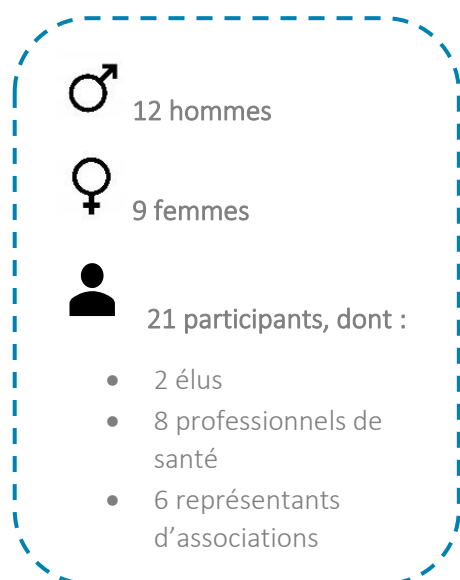 12 hommes
9 femmes
21 participants, dont :
• 2 élus
• 8 professionnels de
santé
• 6 représentants
d’associations